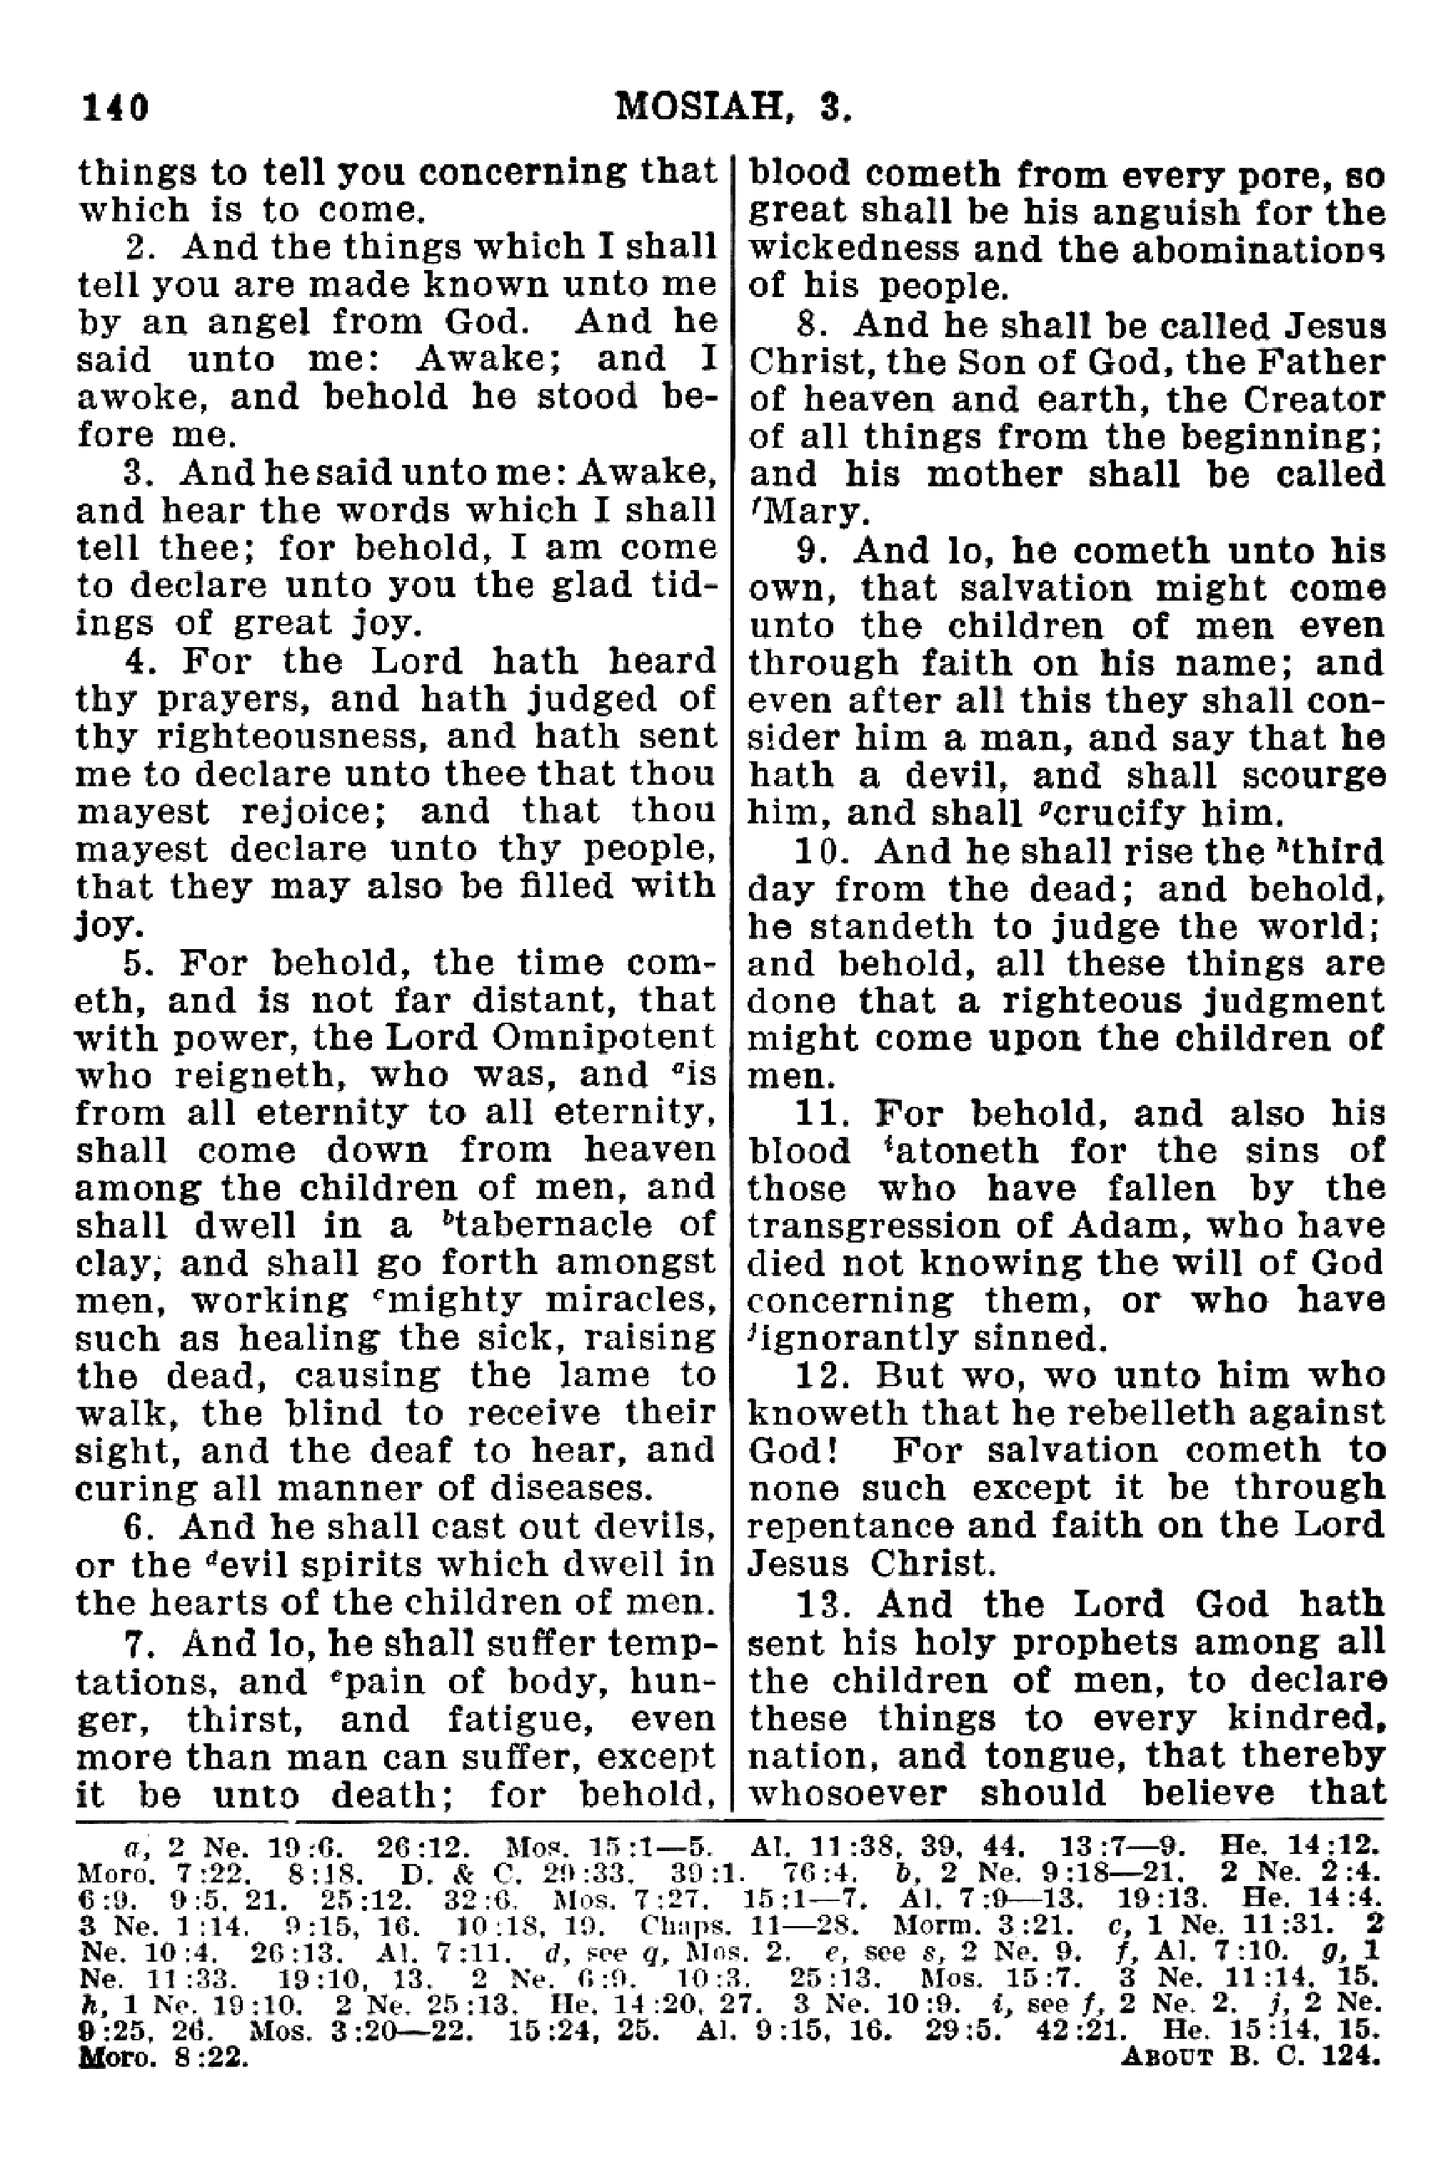 140 MOSIAH, 3.
things to tell you concerning that
which is to come.
2. And the things which I shall
tell you are made known unto me
by an angel from God. And he
said unto me: Awake; and I
awoke, and behold he stood be-
fore me.
3. And he said unto me: Awake,
and hear the words which I shall
tell thee; for behold, I am come
to declare unto you the glad tid-
ings of great joy.
4. For the Lord hath heard
thy prayers, and hath judged of
thy righteousness, and hath sent
me to declare unto thee that thou
mayest rejoice; and that thou
mayest declare unto thy people,
that they may also be filled with
joy.
5. For behold, the time com-
eth, and is not far distant, that
with power, the Lord Omnipotent
who reigneth, who was, and ᵃis
from all eternity to all eternity,
shall come down from heaven
among the children of men, and
shall dwell in a ᵇtabernacle of
clay, and shall go forth amongst
men, working ᶜmighty miracles,
such as healing the sick, raising
the dead, causing the lame to
walk, the blind to receive their
sight, and the deaf to hear, and
curing all manner of diseases.
6. And he shall cast out devils,
or the ᵈevil spirits which dwell in
the hearts of the children of men.
7. And lo, he shall suffer temp-
tations, and ᵉpain of body, hun-
ger, thirst, and fatigue, even
more than man can suffer, except
it be unto death; for behold,
blood cometh from every pore, so
great shall be his anguish for the
wickedness and the abominations
of his people.
8. And he shall be called Jesus
Christ, the Son of God, the Father
of heaven and earth, the Creator
of all things from the beginning;
and his mother shall be called
ᶠMary.
9. And lo, he cometh unto his
own, that salvation might come
unto the children of men even
through faith on his name; and
even after all this they shall con-
sider him a man, and say that he
hath a devil, and shall scourge
him, and shall ᵍcrucify him.
10. And he shall rise the ʰthird
day from the dead; and behold,
he standeth to judge the world;
and behold, all these things are
done that a righteous judgment
might come upon the children of
men.
11. For behold, and also his
blood ⁱatoneth for the sins of
those who have fallen by the
transgression of Adam, who have
died not knowing the will of God
concerning them, or who have
ʲignorantly sinned.
12. But wo, wo unto him who
knoweth that he rebelleth against
God! For salvation cometh to
none such except it be through
repentance and faith on the Lord
Jesus Christ.
13. And the Lord God hath
sent his holy prophets among all
the children of men, to declare
these things to every kindred,
nation, and tongue, that thereby
whosoever should believe that
a, 2 Ne. 19:6. 26:12. Mos. 15:1—5. Al. 11:38, 39, 44. 13:7—9. He. 14:12.
Moro. 7:22. 8:18. D. & C. 29:33. 39:1. 76:4. b, 2 Ne. 9:18—21. 2 Ne. 2:4.
6:9. 9:5, 21. 25:12. 32:6. Mos. 7:27. 15:1—7. Al. 7:9—13. 19:13. He. 14:4.
3 Ne. 1:14. 9:15, 16. 10:18, 19. Chaps. 11—28. Morm. 3:21. c, 1 Ne. 11:31. 2
Ne. 10:4. 26:13. Al. 7:11. d, see q, Mos. 2. e, see s, 2 Ne. 9. f, Al. 7:10. g, 1
Ne. 11:33. 19:10, 13. 2 Ne. 6:9. 10:3. 25:13. Mos. 15:7. 3 Ne. 11:14, 15.
h, 1 Ne. 19:10. 2 Ne. 25:13. He. 14:20, 27. 3 Ne. 10:9. i, see f, 2 Ne. 2. j, 2 Ne.
9:25, 26. Mos. 3:20—22. 15:24, 25. Al. 9:15, 16. 29:5. 42:21. He. 15:14, 15.
Moro. 8:22. ABOUT B. C. 124.